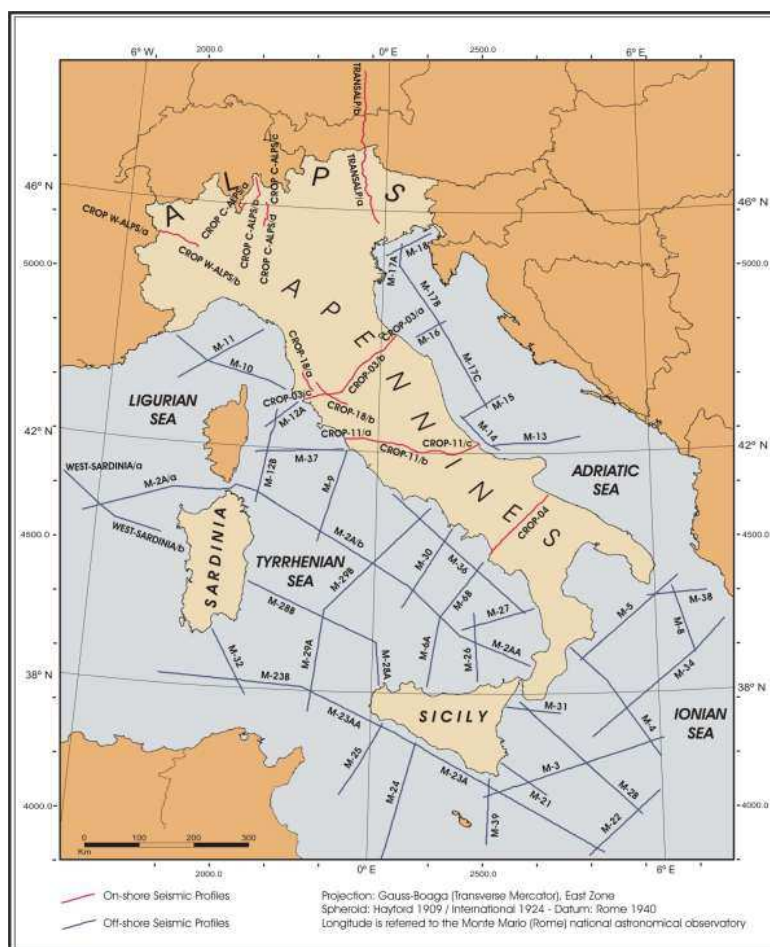 6° W
2000.0
0° E
2500.0
6° E
TRANSALP/b
TRANSALP/a
46° N
46° N
ALPS
CROP C-ALPS/c
CROP C-ALPS/a
CROP C-ALPS/b
CROP C-ALPS/d
CROP W-ALPS/a
CROP W-ALPS/b
5000.0
5000.0
M-18
M-17A
M-17B
M-16
M-17C
M-15
M-14
M-13
APENNINES
CROP-03/a
CROP-03/b
CROP-03/c
CROP-18/a
CROP-18/b
M-11
M-10
LIGURIAN
SEA
M-12A
M-12B
M-37
M-9
CROP-11/a
CROP-11/b
CROP-11/c
42° N
42° N
ADRIATIC
SEA
WEST-SARDINIA/a
M-2A/a
WEST-SARDINIA/b
M-2A/b
SARDINIA
TYRRHENIAN
SEA
CROP-04
4500.0
4500.0
M-29B
M-30
M-36
M-6B
M-27
M-28B
M-5
M-38
M-8
M-34
M-32
M-29A
M-28A
M-6A
M-26
M-2AA
38° N
38° N
M-23B
M-23AA
SICILY
M-31
M-4
IONIAN
SEA
M-25
M-24
M-23A
M-3
M-21
M-28
M-39
M-22
4000.0
4000.0
0 100 200 300
Km
2000.0
0° E
2500.0
6° E
On-shore Seismic Profiles
Off-shore Seismic Profiles
Projection: Gauss-Boaga (Transverse Mercator), East Zone
Spheroid: Hayford 1909 / International 1924 - Datum: Rome 1940
Longitude is referred to the Monte Mario (Rome) national astronomical observatory